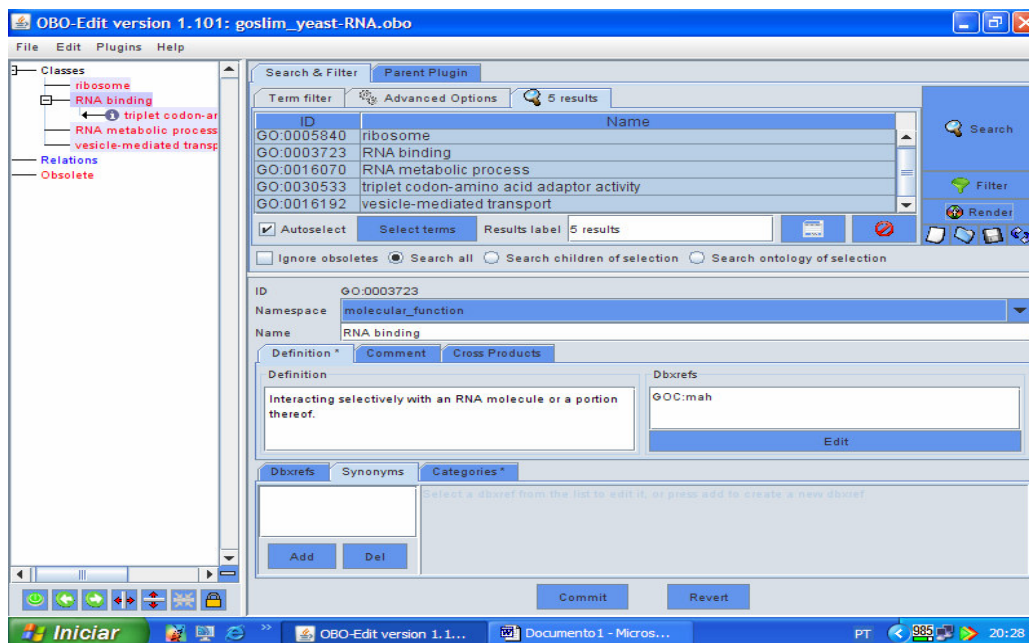 OBO-Edit version 1.101: goslim_yeast-RNA.obo
File Edit Plugins Help
Classes
ribosome
RNA binding
triplet codon-ar
RNA metabolic process
vesicle-mediated transp
Relations
Obsolete
Search & Filter Parent Plugin
Term filter Advanced Options 5 results
ID Name
GO:0005840 ribosome
GO:0003723 RNA binding
GO:0016070 RNA metabolic process
GO:0030533 triplet codon-amino acid adaptor activity
GO:0016192 vesicle-mediated transport
Autoselect Select terms Results label 5 results
Ignore obsoletes Search all Search children of selection Search ontology of selection
Search
Filter
Render
ID GO:0003723
Namespace molecular_function
Name RNA binding
Definition * Comment Cross Products
Definition
Interacting selectively with an RNA molecule or a portion
thereof.
Dbxrefs
GOC:mah
Edit
Dbxrefs Synonyms Categories *
Select a dbxref from the list to edit it, or press add to create a new dbxref
Add Del
Commit Revert
Iniciar OBO-Edit version 1.1... Documento1 - Micros... PT 985 20:28